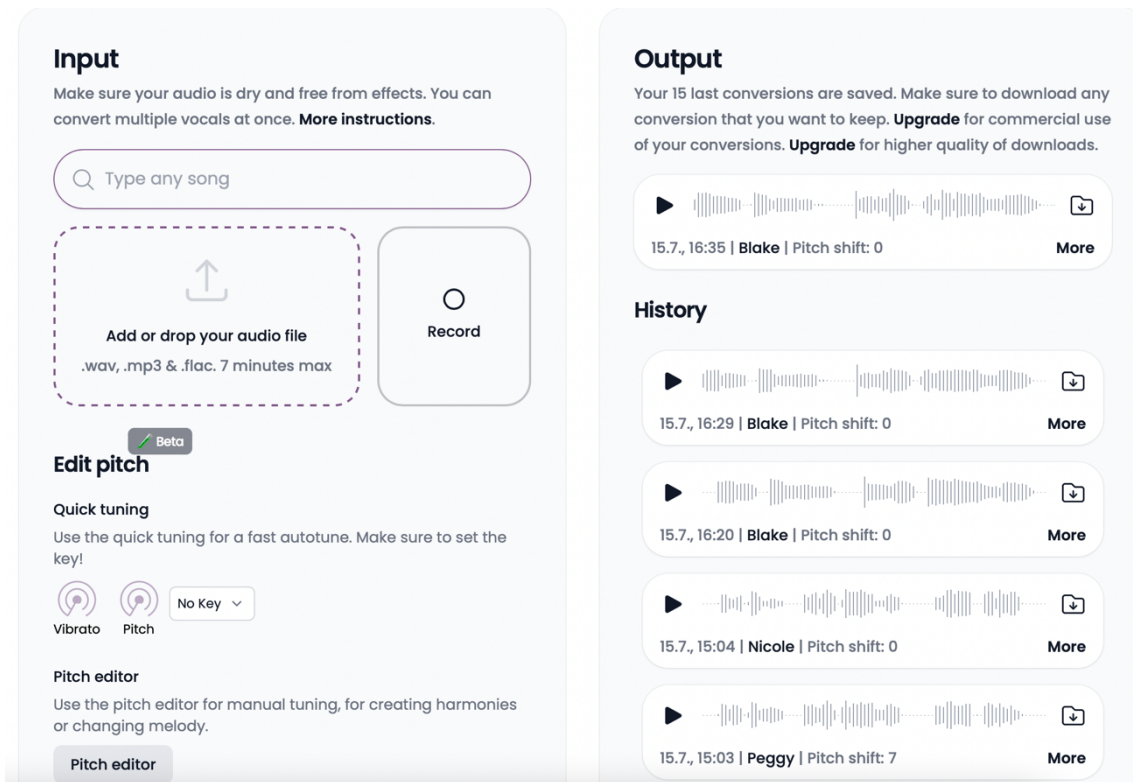 Input
Make sure your audio is dry and free from effects. You can
convert multiple vocals at once. More instructions.
Type any song
Add or drop your audio file
.wav, .mp3 & .flac. 7 minutes max
Record
Beta
Edit pitch
Quick tuning
Use the quick tuning for a fast autotune. Make sure to set the
key!
No Key
Vibrato
Pitch
Pitch editor
Use the pitch editor for manual tuning, for creating harmonies
or changing melody.
Pitch editor
Output
Your 15 last conversions are saved. Make sure to download any
conversion that you want to keep. Upgrade for commercial use
of your conversions. Upgrade for higher quality of downloads.
15.7., 16:35 | Blake | Pitch shift: 0 More
History
15.7., 16:29 | Blake | Pitch shift: 0 More
15.7., 16:20 | Blake | Pitch shift: 0 More
15.7., 15:04 | Nicole | Pitch shift: 0 More
15.7., 15:03 | Peggy | Pitch shift: 7 More